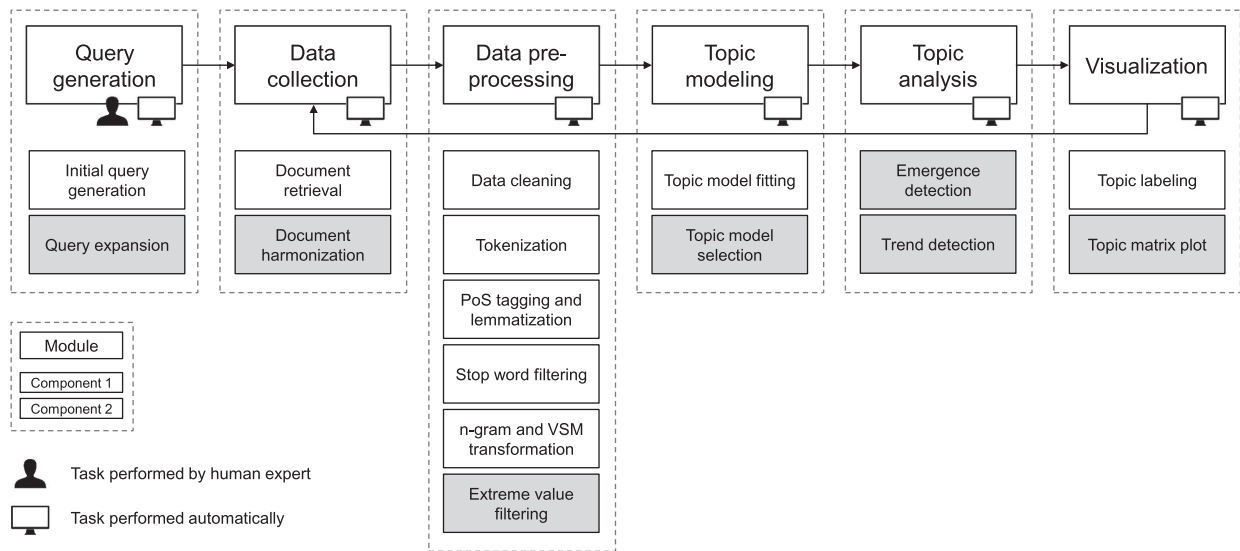 Query
generation
Data
collection
Data pre-
processing
Topic
modeling
Topic
analysis
Visualization
Initial query
generation
Query expansion
Document
retrieval
Document
harmonization
Data cleaning
Tokenization
PoS tagging and
lemmatization
Stop word filtering
n-gram and VSM
transformation
Extreme value
filtering
Topic model fitting
Topic model
selection
Emergence
detection
Trend detection
Topic labeling
Topic matrix plot
Module
Component 1
Component 2
Task performed by human expert
Task performed automatically